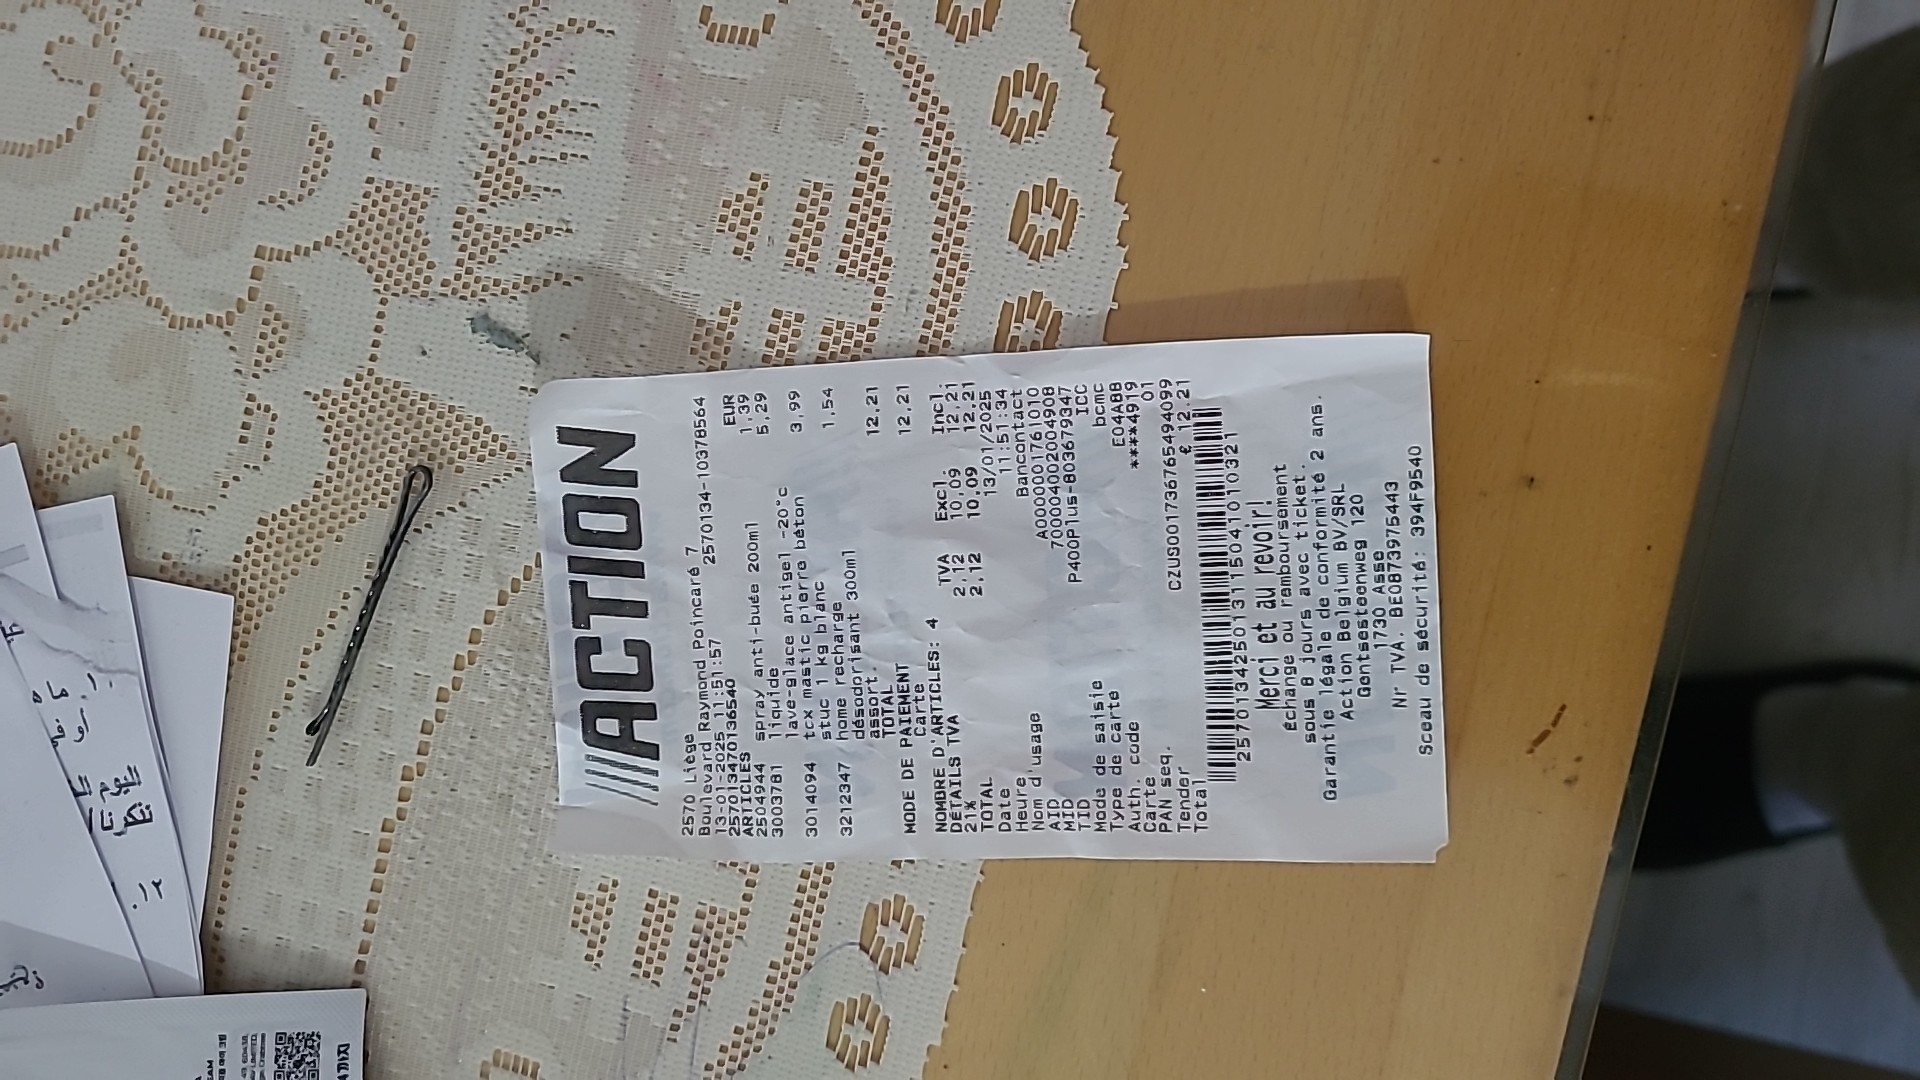 ACTION
2570 Liège
Boulevard Raymond Poincaré 7
13-01-2025 11:51:57 2570134-10378564
257013470136540
ARTICLES EUR
2504944 spray anti-buée 200ml 1,39
3003781 liquide 5,29
lave-glace antigel -20°c
3014094 tcx mastic pierre béton 3,99
stuc 1 kg blanc
3212347 home recharge 1,54
désodorisant 300ml
assort.
TOTAL 12,21
MODE DE PAIEMENT
Carte 12,21
NOMBRE D'ARTICLES: 4
DÉTAILS TVA TVA Excl. Incl.
21% 2,12 10,09 12,21
TOTAL 2,12 10,09 12,21
Date 13/01/2025
Heure 11:51:34
Nom d'usage Bancontact
AID A0000001761010
MID 70000402004908
TID P400Plus-803679347
Mode de saisie ICC
Type de carte bcmc
Auth. code E04A8B
Carte ****4919
PAN seq. 01
Tender CZUS001736765494099
Total € 12.21
2570134250131150410110321
Merci et au revoir!
Échange ou remboursement
sous 8 jours avec ticket.
Garantie légale de conformité 2 ans.
Action Belgium BV/SRL
Gentsesteenweg 120
1730 Asse
Nr TVA. BE0873975443
Sceau de sécurité: 394F9540
اليوم